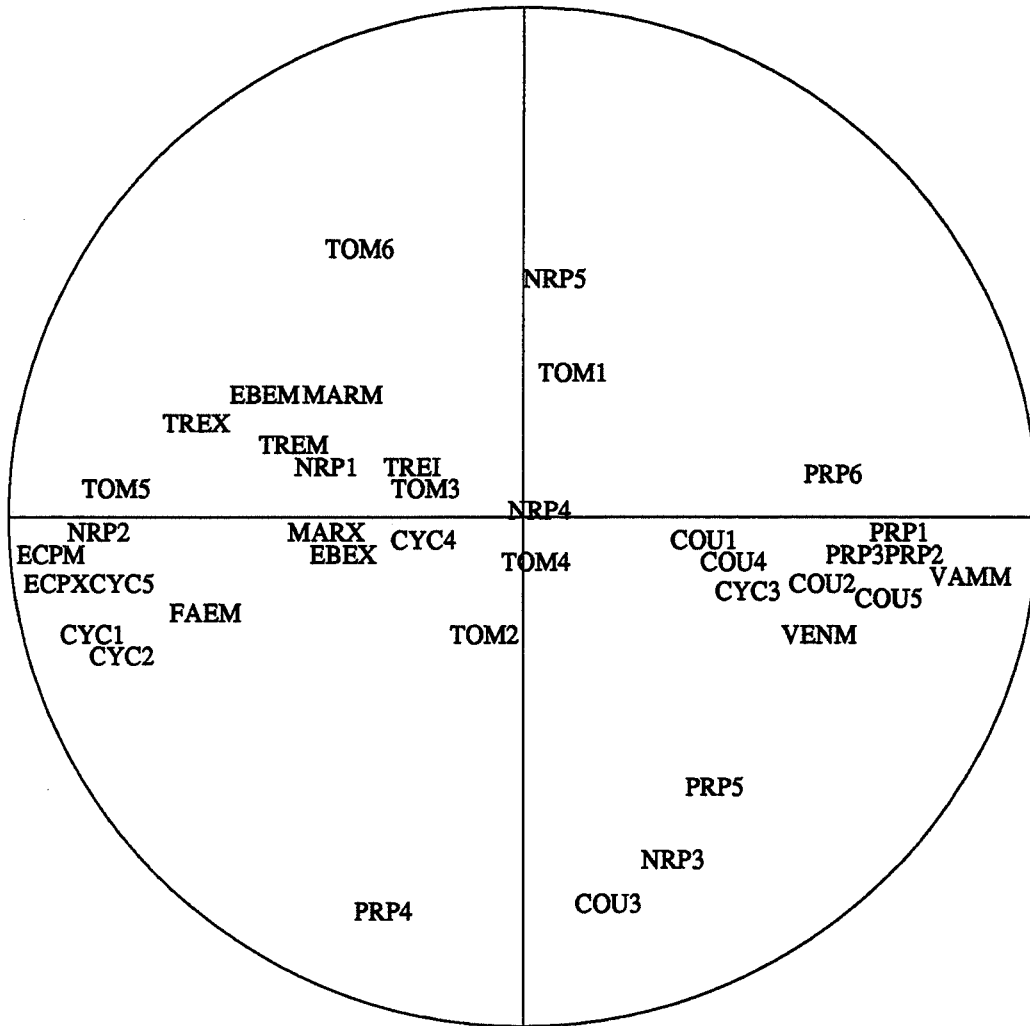 TOM6
NRP5
TOM1
EBEMMARM
TREX
TREM
NRP1 TREI
PRP6
TOM5 TOM3
NRP4
NRP2 MARX PRP1
CYC4 COU1
ECPM EBEX PRP3PRP2
TOM4 COU4
VAMM
ECPXCYC5 COU2
CYC3
COU5
FAEM
CYC1 TOM2 VENM
CYC2
PRP5
NRP3
COU3
PRP4